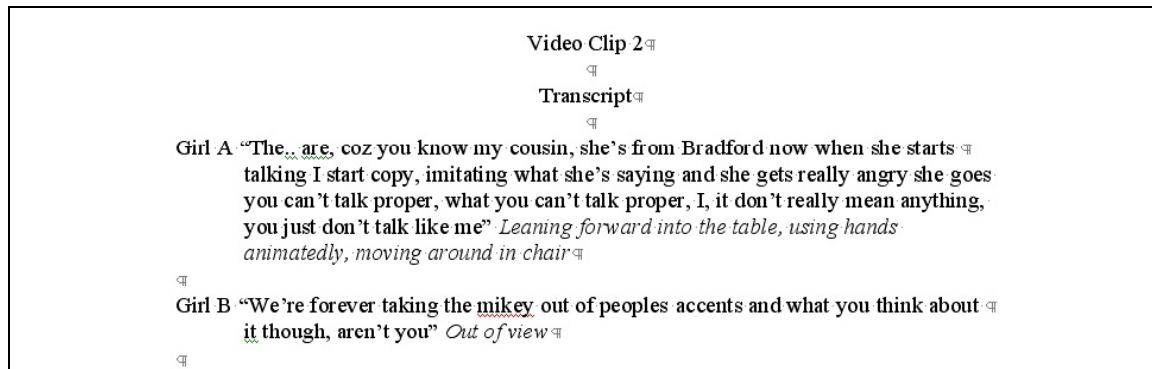 Video Clip 2
Transcript
Girl A “The.. are, coz you know my cousin, she’s from Bradford now when she starts
talking I start copy, imitating what she’s saying and she gets really angry she goes
you can’t talk proper, what you can’t talk proper, I, it don’t really mean anything,
you just don’t talk like me” Leaning forward into the table, using hands
animatedly, moving around in chair
Girl B “We’re forever taking the mikey out of peoples accents and what you think about
it though, aren’t you” Out of view